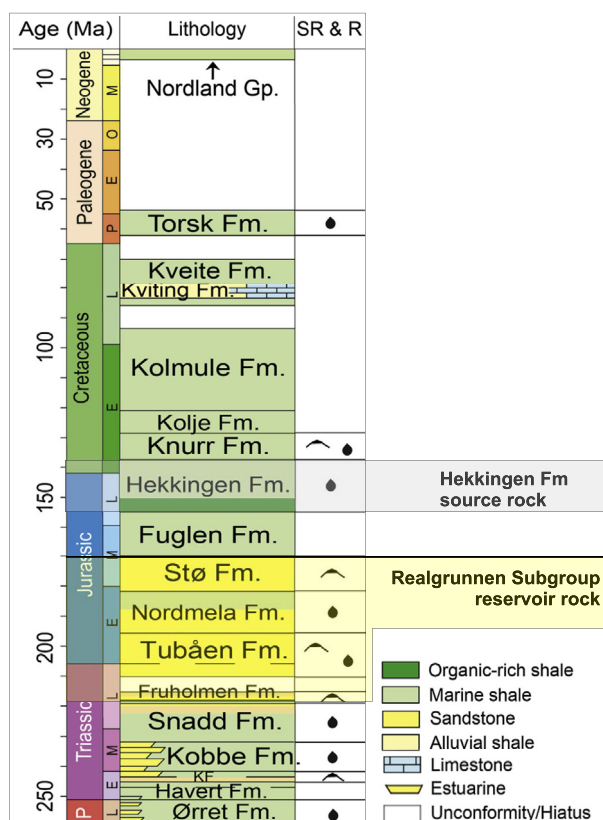 Age (Ma) Lithology SR & R
Neogene
Paleogene
Cretaceous
Jurassic
Triassic
P
10
30
50
100
150
200
250
M
O
E
P
L
E
L
M
E
L
M
E
L
Nordland Gp.
Torsk Fm.
Kveite Fm.
Kviting Fm.
Kolmule Fm.
Kolje Fm.
Knurr Fm.
Hekkingen Fm.
Fuglen Fm.
Stø Fm.
Nordmela Fm.
Tubåen Fm.
Fruholmen Fm.
Snadd Fm.
Kobbe Fm.
KF
Havert Fm.
Ørret Fm.
Hekkingen Fm
source rock
Realgrunnen Subgroup
reservoir rock
Organic-rich shale
Marine shale
Sandstone
Alluvial shale
Limestone
Estuarine
Unconformity/Hiatus